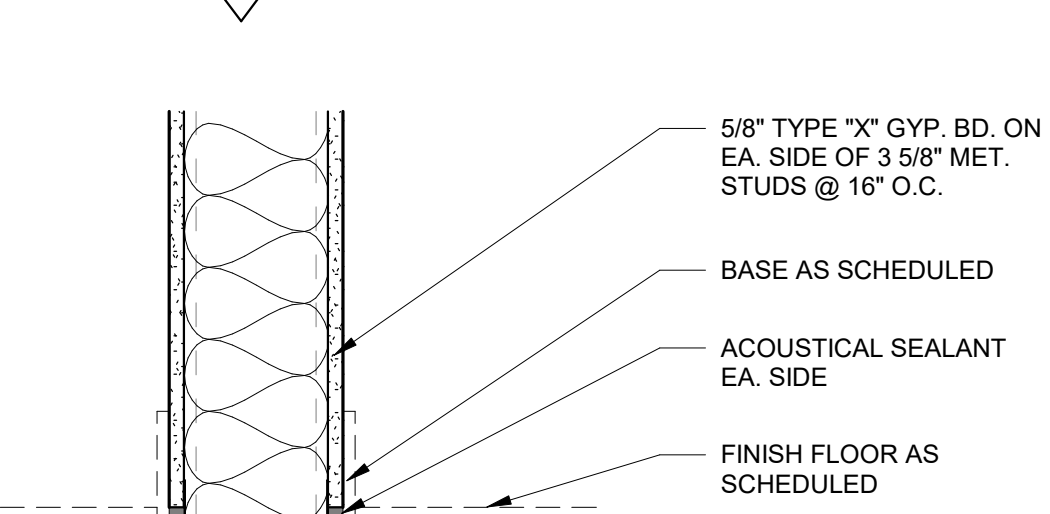 5/8" TYPE "X" GYP. BD. ON
EA. SIDE OF 3 5/8" MET.
STUDS @ 16" O.C.
BASE AS SCHEDULED
ACOUSTICAL SEALANT
EA. SIDE
FINISH FLOOR AS
SCHEDULED